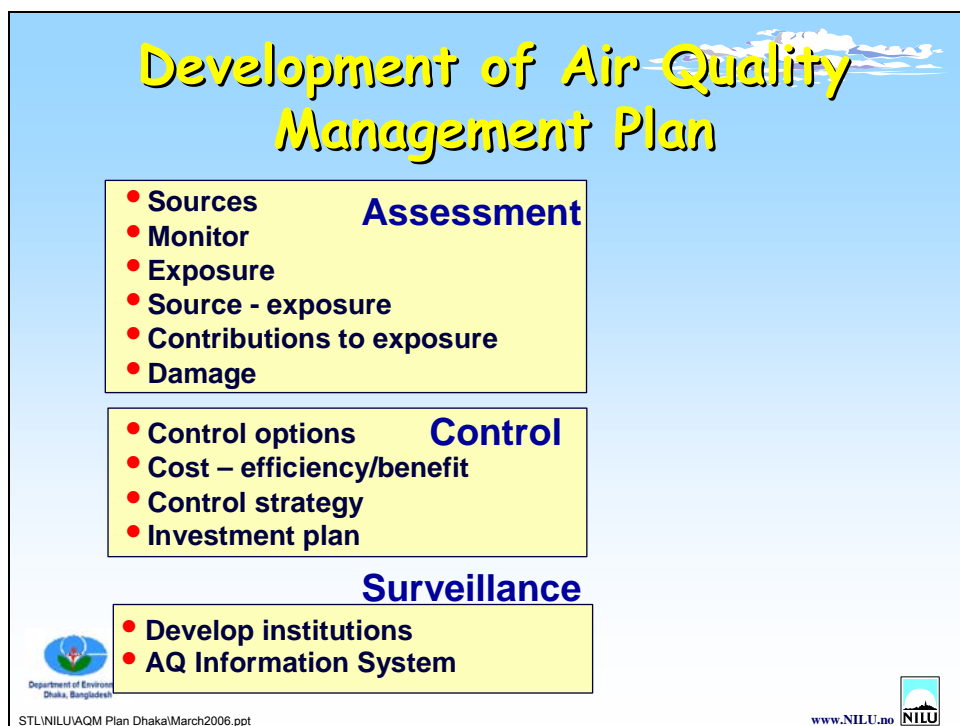 Development of Air Quality
Management Plan
Assessment
• Sources
• Monitor
• Exposure
• Source - exposure
• Contributions to exposure
• Damage
Control
• Control options
• Cost – efficiency/benefit
• Control strategy
• Investment plan
Surveillance
• Develop institutions
• AQ Information System
Department of Environ
Dhaka, Bangladesh
STL\NILU\AQM Plan Dhaka\March2006.ppt
www.NILU.no
NILU